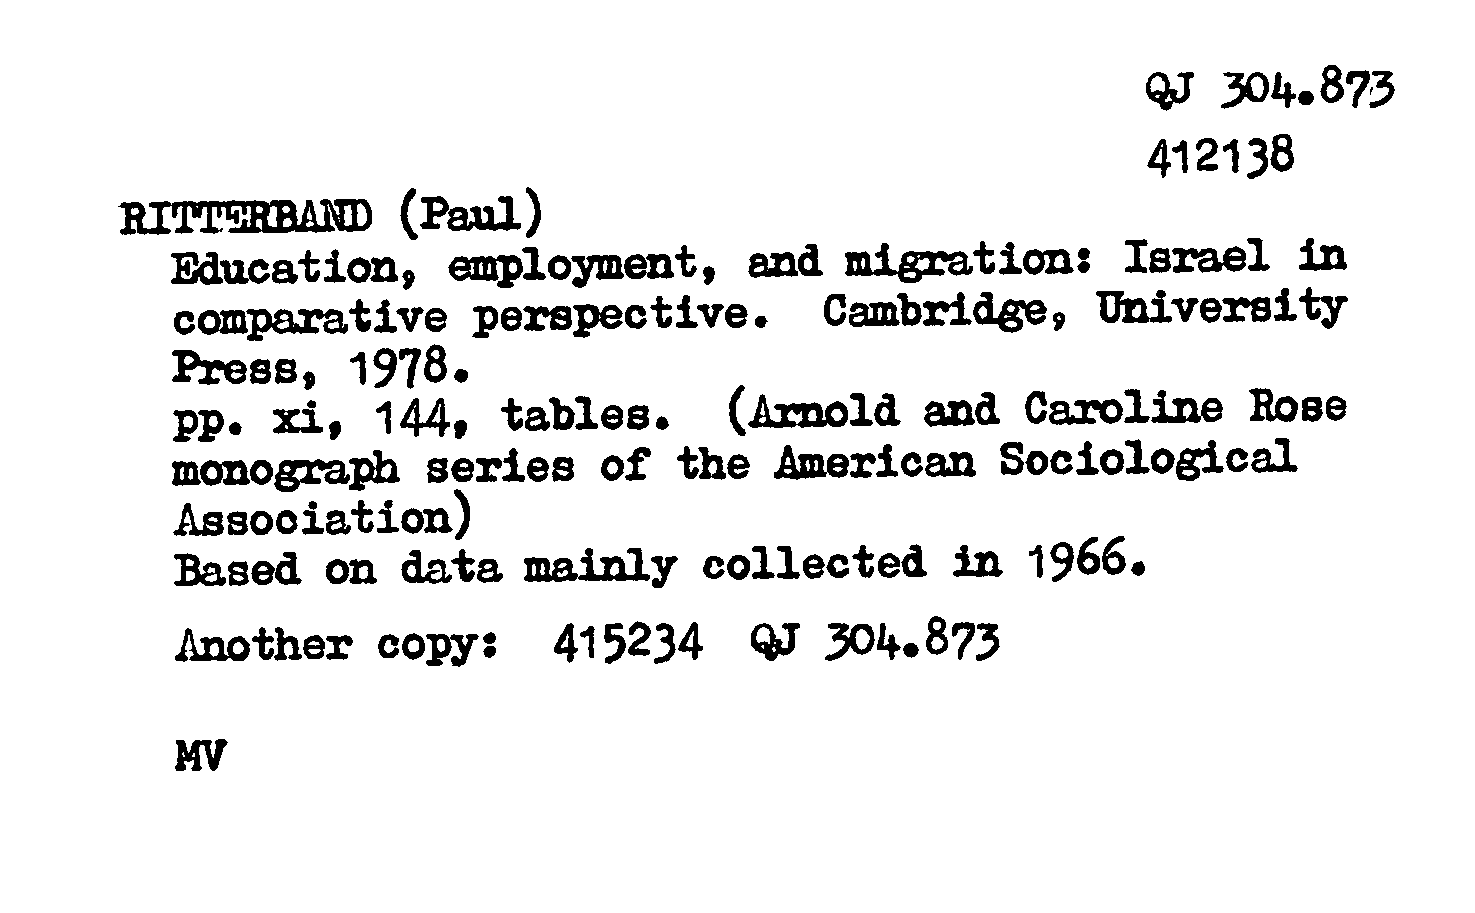 QJ 304.873
412138
RITTERBAND (Paul)
Education, employment, and migration: Israel in
comparative perspective. Cambridge, University
Press, 1978.
pp. xi, 144, tables. (Arnold and Caroline Rose
monograph series of the American Sociological
Association)
Based on data mainly collected in 1966.
Another copy: 415234 QJ 304.873
MV